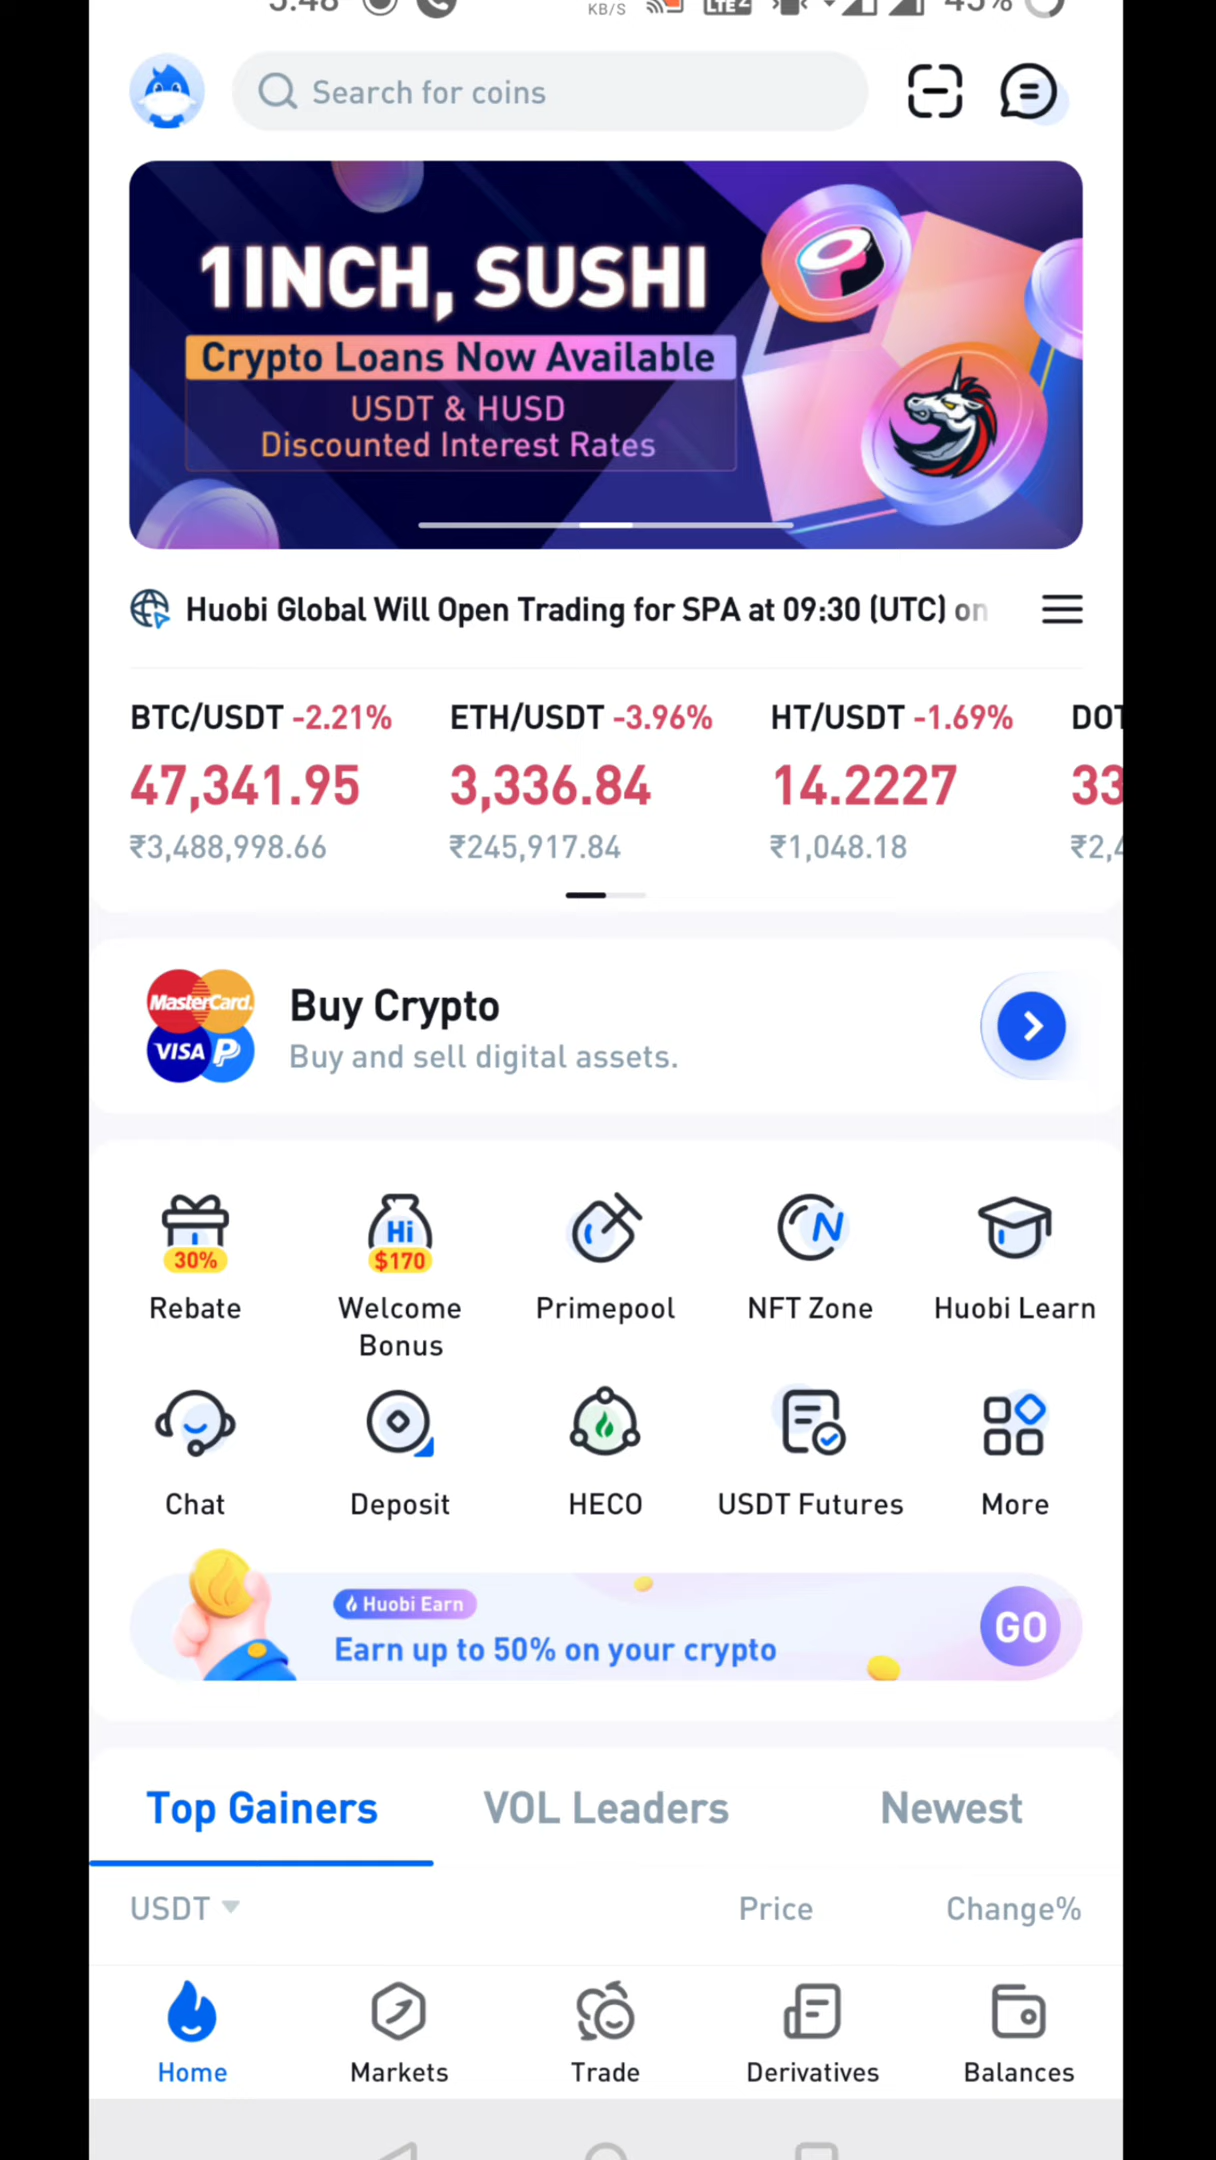 KB/S
Search for coins
1INCH, SUSHI
Crypto Loans Now Available
USDT & HUSD
Discounted Interest Rates
Huobi Global Will Open Trading for SPA at 09:30 (UTC) on
BTC/USDT -2.21% ETH/USDT -3.96% HT/USDT -1.69% DOT
47,341.95 3,336.84 14.2227 33
₹3,488,998.66 ₹245,917.84 ₹1,048.18 ₹2,4
MasterCard. Buy Crypto
VISA P Buy and sell digital assets.
Hi N
30% $170
Rebate Welcome Bonus Primepool NFT Zone Huobi Learn
Chat Deposit HECO USDT Futures More
Huobi Earn
Earn up to 50% on your crypto GO
Top Gainers VOL Leaders Newest
USDT Price Change%
Home Markets Trade Derivatives Balances